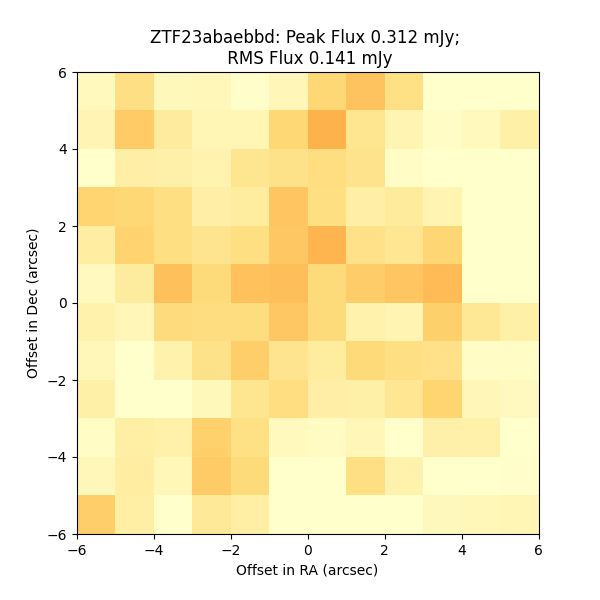 ZTF23abaebbd: Peak Flux 0.312 mJy;
RMS Flux 0.141 mJy
6
4
2
0
−2
−4
−6
Offset in Dec (arcsec)
−6 −4 −2 0 2 4 6
Offset in RA (arcsec)